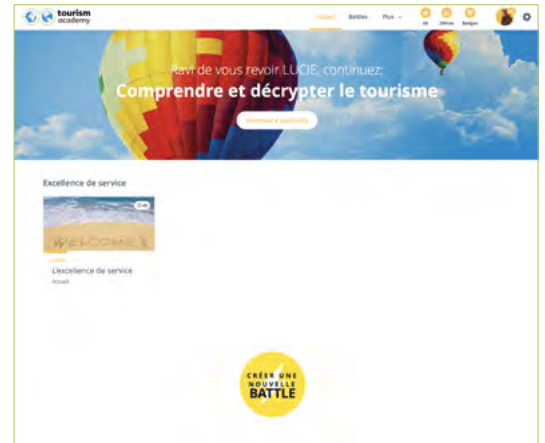 tourism
academy
Battles
Plus
Badges
Ravi de vous revoir LUCIE, continuez:
Comprendre et décrypter le tourisme
Excellence de service
WELCOME
L'excellence de service
Accueil
CRÉER UNE
NOUVELLE
BATTLE